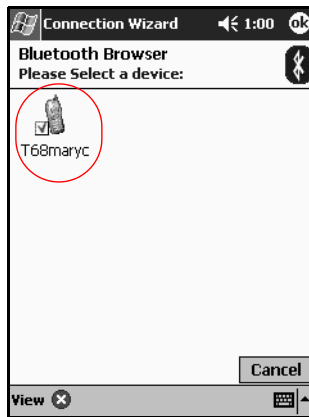 Connection Wizard 1:00 ok
Bluetooth Browser
Please Select a device:
T68maryc
Cancel
View